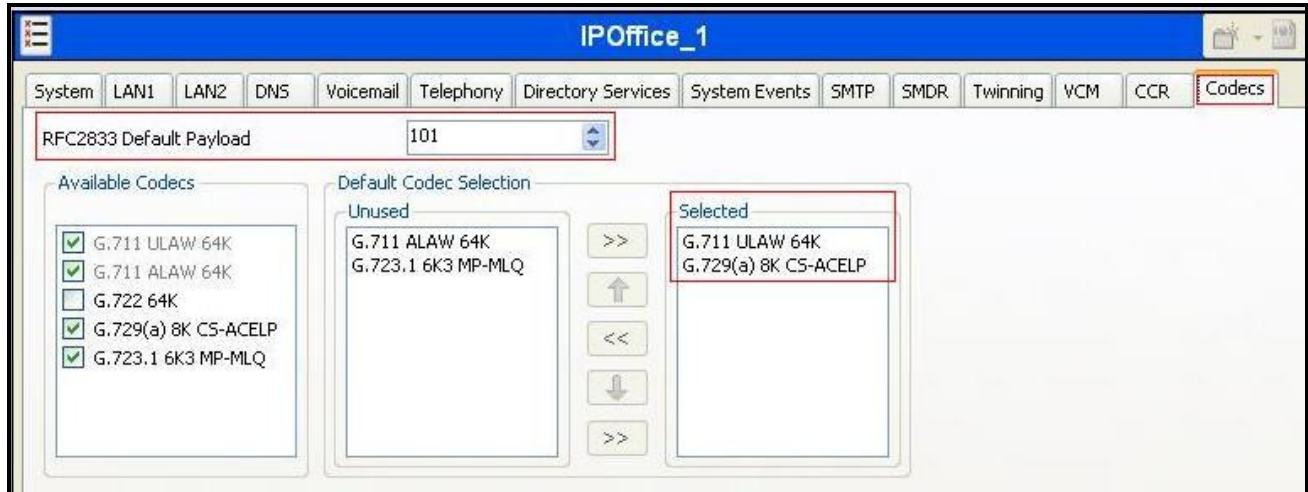 IPOffice_1
System LAN1 LAN2 DNS Voicemail Telephony Directory Services System Events SMTP SMDR Twinning VCM CCR Codecs
RFC2833 Default Payload 101
Available Codecs
G.711 ULAW 64K
G.711 ALAW 64K
G.722 64K
G.729(a) 8K CS-ACELP
G.723.1 6K3 MP-MLQ
Default Codec Selection
Unused
G.711 ALAW 64K
G.723.1 6K3 MP-MLQ
>>
<<
>>
Selected
G.711 ULAW 64K
G.729(a) 8K CS-ACELP